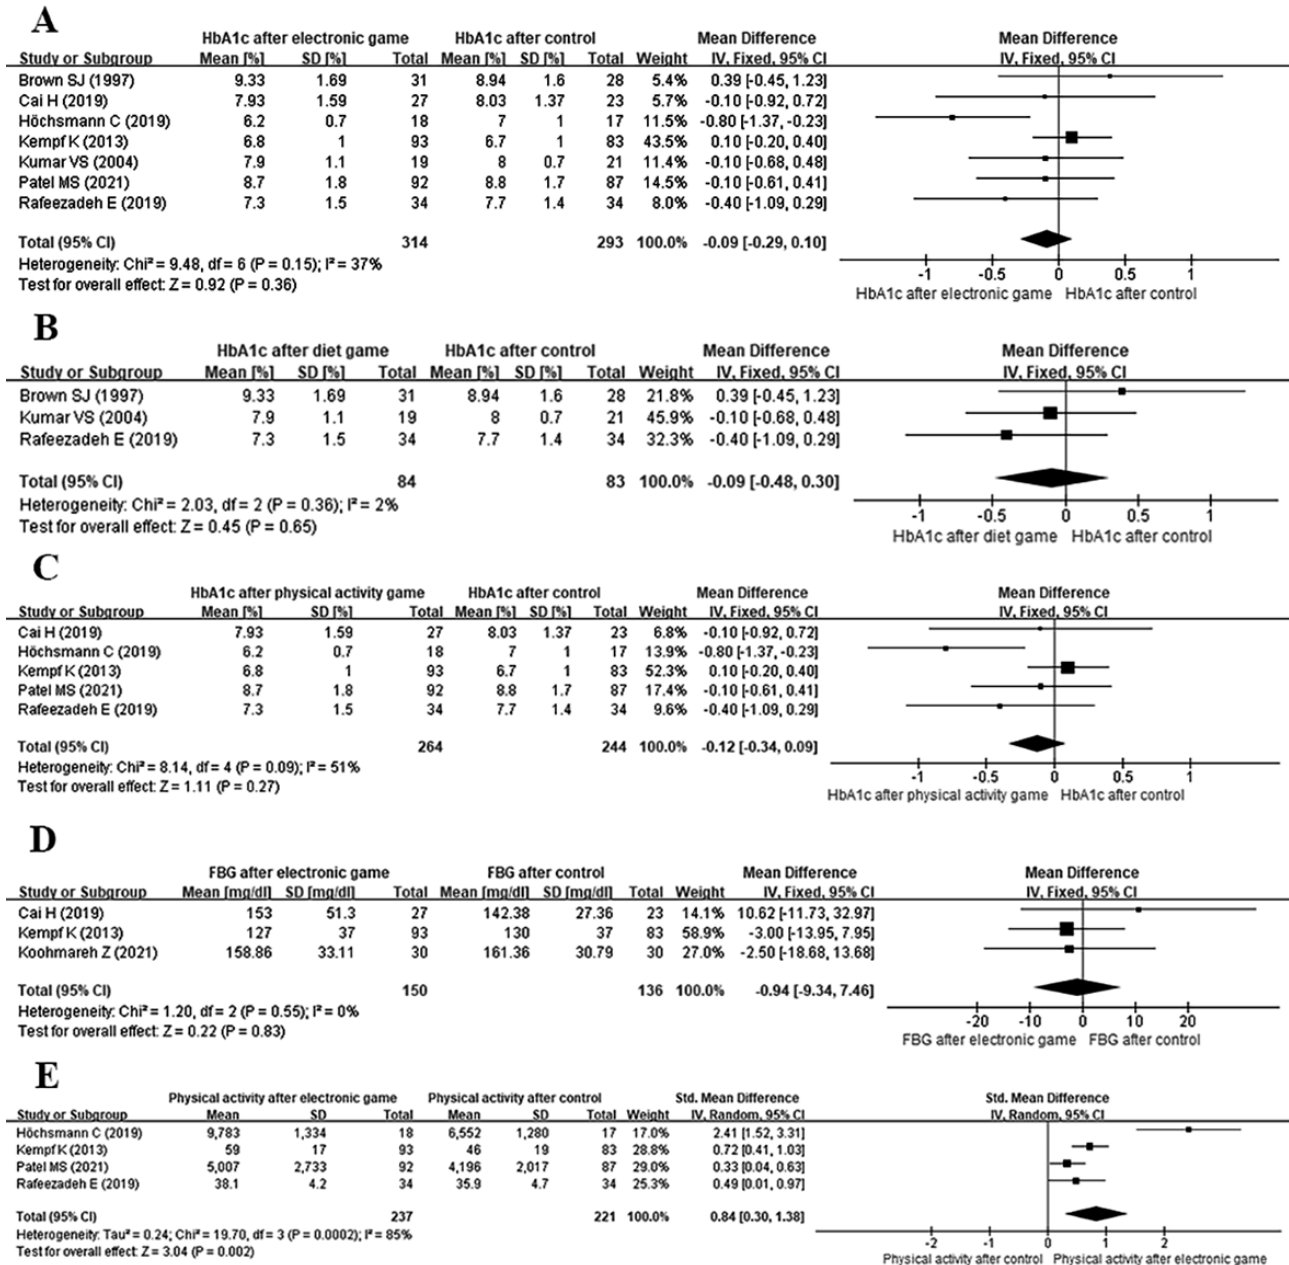 A
HbA1c after electronic game HbA1c after control Mean Difference Mean Difference
Study or Subgroup Mean [%] SD [%] Total Mean [%] SD [%] Total Weight IV, Fixed, 95% CI IV, Fixed, 95% CI
Brown SJ (1997) 9.33 1.69 31 8.94 1.6 28 5.4% 0.39 [-0.45, 1.23]
Cai H (2019) 7.93 1.59 27 8.03 1.37 23 5.7% -0.10 [-0.92, 0.72]
Höchsmann C (2019) 6.2 0.7 18 7 1 17 11.5% -0.80 [-1.37, -0.23]
Kempf K (2013) 6.8 1 93 6.7 1 83 43.5% 0.10 [-0.20, 0.40]
Kumar VS (2004) 7.9 1.1 19 8 0.7 21 11.4% -0.10 [-0.68, 0.48]
Patel MS (2021) 8.7 1.8 92 8.8 1.7 87 14.5% -0.10 [-0.61, 0.41]
Rafeezadeh E (2019) 7.3 1.5 34 7.7 1.4 34 8.0% -0.40 [-1.09, 0.29]
Total (95% CI) 314 293 100.0% -0.09 [-0.29, 0.10]
Heterogeneity: Chi² = 9.48, df = 6 (P = 0.15); I² = 37%
Test for overall effect: Z = 0.92 (P = 0.36)
-1 -0.5 0 0.5 1
HbA1c after electronic game HbA1c after control
B
HbA1c after diet game HbA1c after control Mean Difference Mean Difference
Study or Subgroup Mean [%] SD [%] Total Mean [%] SD [%] Total Weight IV, Fixed, 95% CI IV, Fixed, 95% CI
Brown SJ (1997) 9.33 1.69 31 8.94 1.6 28 21.8% 0.39 [-0.45, 1.23]
Kumar VS (2004) 7.9 1.1 19 8 0.7 21 45.9% -0.10 [-0.68, 0.48]
Rafeezadeh E (2019) 7.3 1.5 34 7.7 1.4 34 32.3% -0.40 [-1.09, 0.29]
Total (95% CI) 84 83 100.0% -0.09 [-0.48, 0.30]
Heterogeneity: Chi² = 2.03, df = 2 (P = 0.36); I² = 2%
Test for overall effect: Z = 0.45 (P = 0.65)
-1 -0.5 0 0.5 1
HbA1c after diet game HbA1c after control
C
HbA1c after physical activity game HbA1c after control Mean Difference Mean Difference
Study or Subgroup Mean [%] SD [%] Total Mean [%] SD [%] Total Weight IV, Fixed, 95% CI IV, Fixed, 95% CI
Cai H (2019) 7.93 1.59 27 8.03 1.37 23 6.8% -0.10 [-0.92, 0.72]
Höchsmann C (2019) 6.2 0.7 18 7 1 17 13.9% -0.80 [-1.37, -0.23]
Kempf K (2013) 6.8 1 93 6.7 1 83 52.3% 0.10 [-0.20, 0.40]
Patel MS (2021) 8.7 1.8 92 8.8 1.7 87 17.4% -0.10 [-0.61, 0.41]
Rafeezadeh E (2019) 7.3 1.5 34 7.7 1.4 34 9.6% -0.40 [-1.09, 0.29]
Total (95% CI) 264 244 100.0% -0.12 [-0.34, 0.09]
Heterogeneity: Chi² = 8.14, df = 4 (P = 0.09); I² = 51%
Test for overall effect: Z = 1.11 (P = 0.27)
-1 -0.5 0 0.5 1
HbA1c after physical activity game HbA1c after control
D
FBG after electronic game FBG after control Mean Difference Mean Difference
Study or Subgroup Mean [mg/dl] SD [mg/dl] Total Mean [mg/dl] SD [mg/dl] Total Weight IV, Fixed, 95% CI IV, Fixed, 95% CI
Cai H (2019) 153 51.3 27 142.38 27.36 23 14.1% 10.62 [-11.73, 32.97]
Kempf K (2013) 127 37 93 130 37 83 58.9% -3.00 [-13.95, 7.95]
Koohmareh Z (2021) 158.86 33.11 30 161.36 30.79 30 27.0% -2.50 [-18.68, 13.68]
Total (95% CI) 150 136 100.0% -0.94 [-9.34, 7.46]
Heterogeneity: Chi² = 1.20, df = 2 (P = 0.55); I² = 0%
Test for overall effect: Z = 0.22 (P = 0.83)
-20 -10 0 10 20
FBG after electronic game FBG after control
E
Physical activity after electronic game Physical activity after control Std. Mean Difference Std. Mean Difference
Study or Subgroup Mean SD Total Mean SD Total Weight IV, Random, 95% CI IV, Random, 95% CI
Höchsmann C (2019) 9,783 1,334 18 6,552 1,280 17 17.0% 2.41 [1.52, 3.31]
Kempf K (2013) 59 17 93 46 19 83 28.8% 0.72 [0.41, 1.03]
Patel MS (2021) 5,007 2,733 92 4,196 2,017 87 29.0% 0.33 [0.04, 0.63]
Rafeezadeh E (2019) 38.1 4.2 34 35.9 4.7 34 25.3% 0.49 [0.01, 0.97]
Total (95% CI) 237 221 100.0% 0.84 [0.30, 1.38]
Heterogeneity: Tau² = 0.24; Chi² = 19.70, df = 3 (P = 0.0002); I² = 85%
Test for overall effect: Z = 3.04 (P = 0.002)
-2 -1 0 1 2
Physical activity after control Physical activity after electronic game